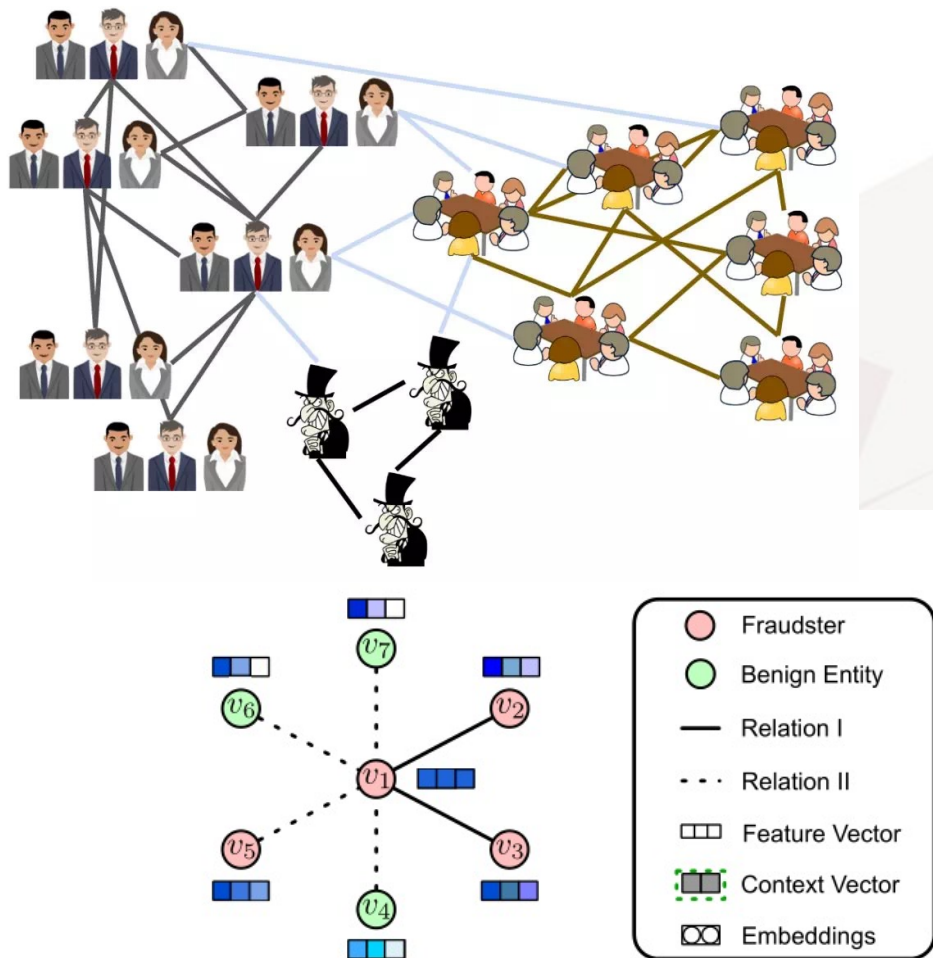 v7
v6
v2
v1
v5
v3
v4
Fraudster
Benign Entity
Relation I
Relation II
Feature Vector
Context Vector
Embeddings